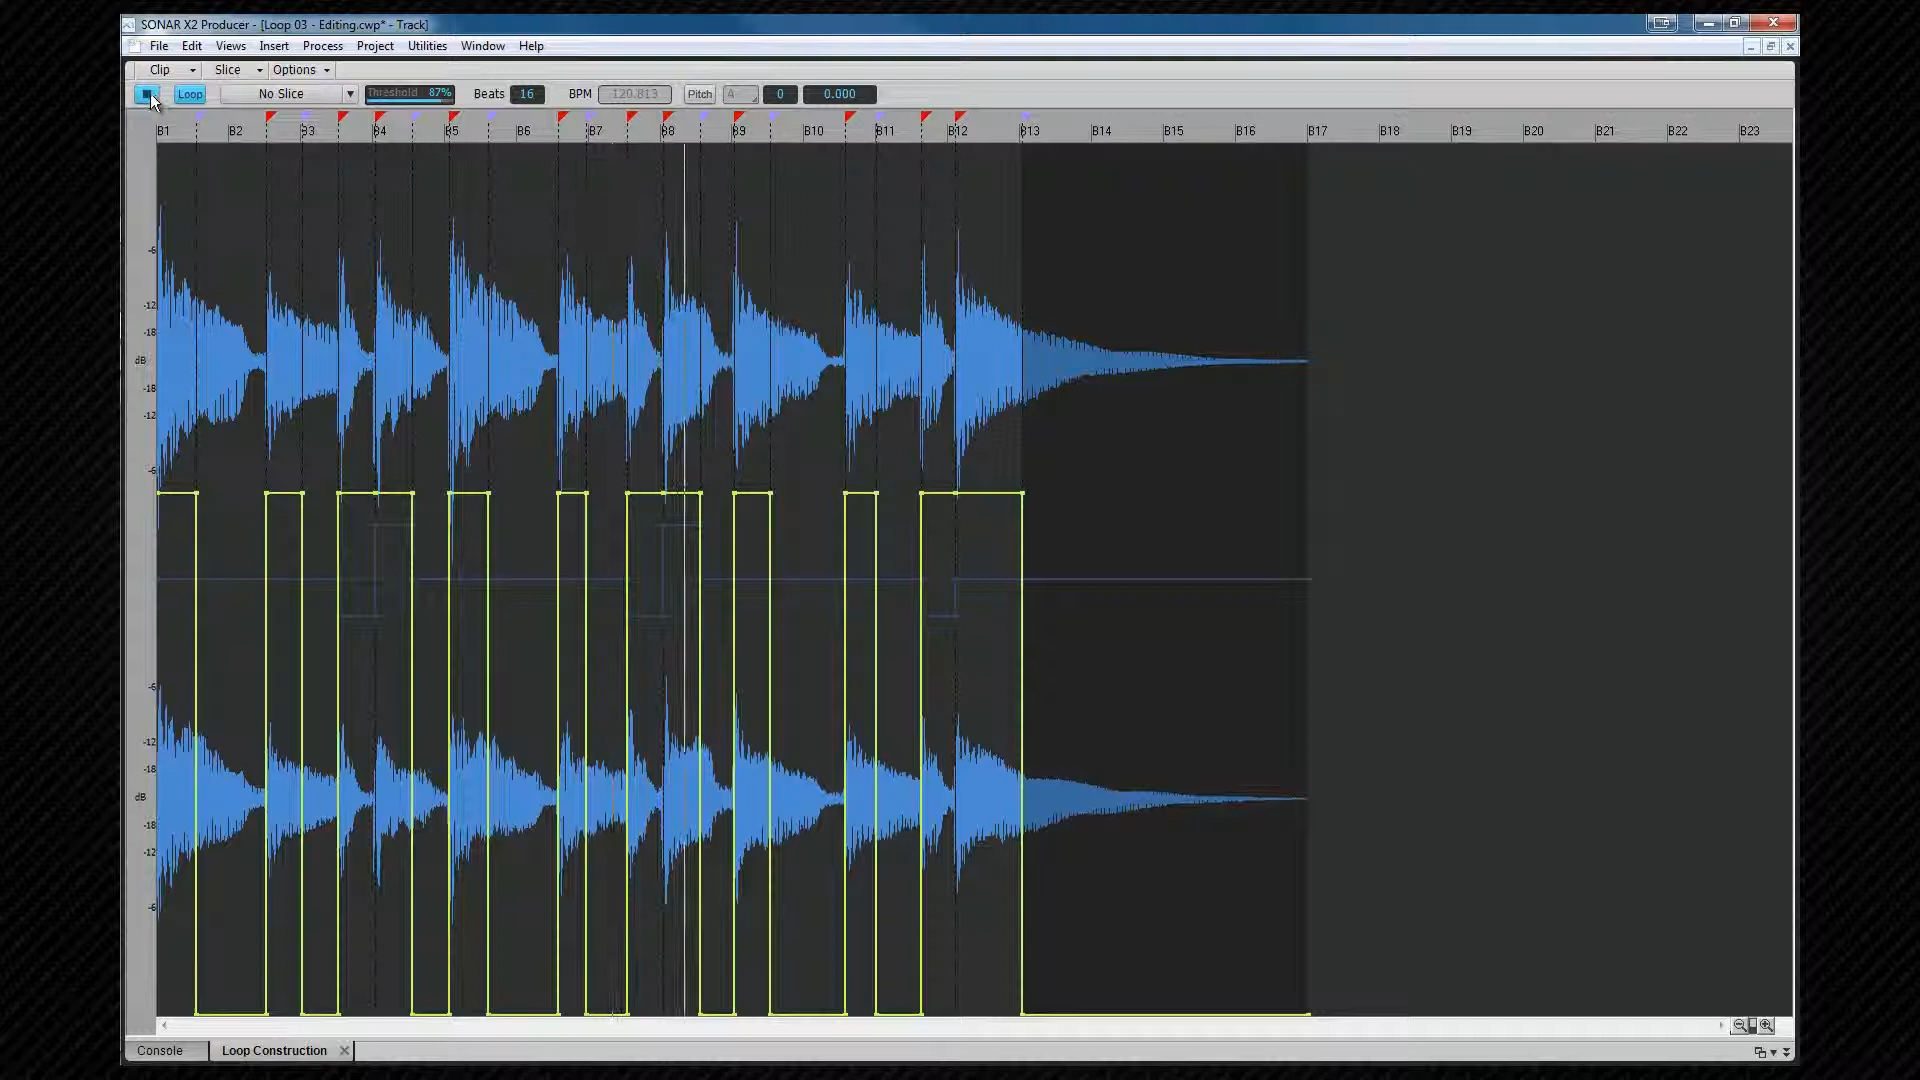 SONAR X2 Producer - [Loop 03 - Editing.cwp* - Track]
File Edit Views Insert Process Project Utilities Window Help
Clip Slice Options
Loop No Slice Threshold 87% Beats 16 BPM 120.813 Pitch A 0 0.000
B1 B2 B3 B4 B5 B6 B7 B8 B9 B10 B11 B12 B13 B14 B15 B16 B17 B18 B19 B20 B21 B22 B23
-6
-12
-18
dB
-18
-12
-6
-6
-12
-18
dB
-18
-12
-6
Console Loop Construction